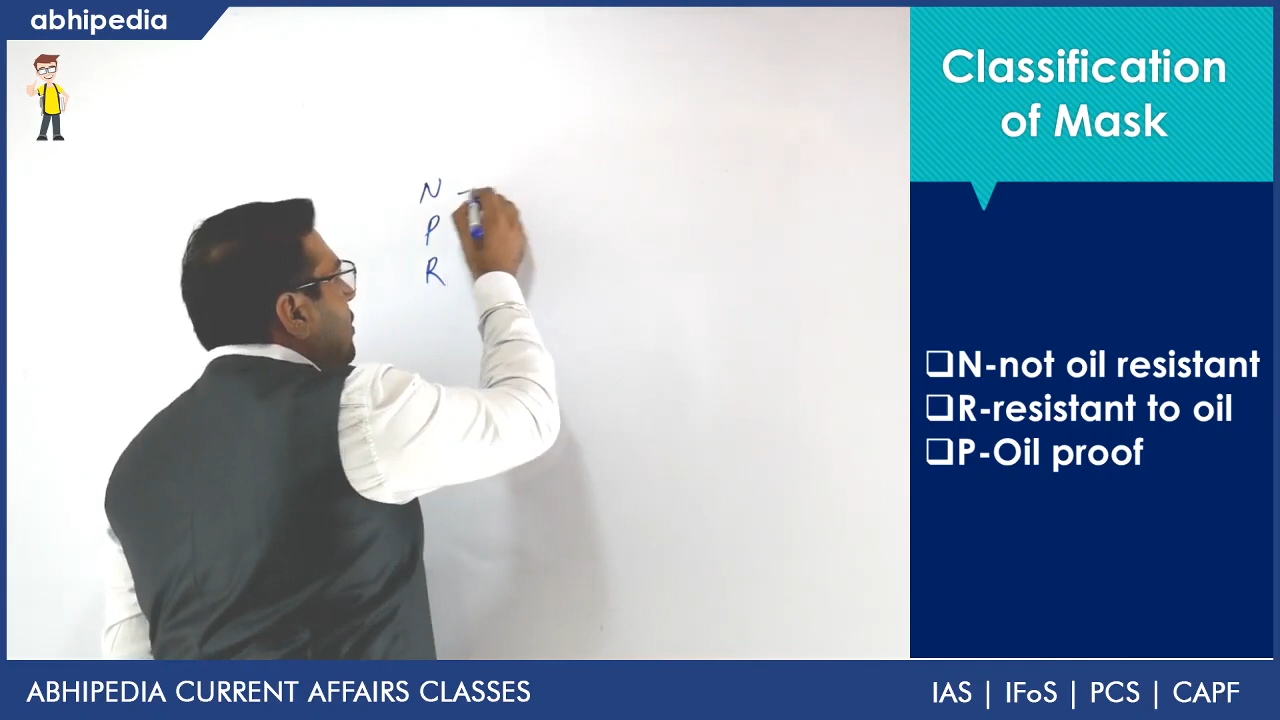 abhipedia
N -
P
R
Classification
of Mask
❑N-not oil resistant
❑R-resistant to oil
❑P-Oil proof
ABHIPEDIA CURRENT AFFAIRS CLASSES
IAS | IFoS | PCS | CAPF